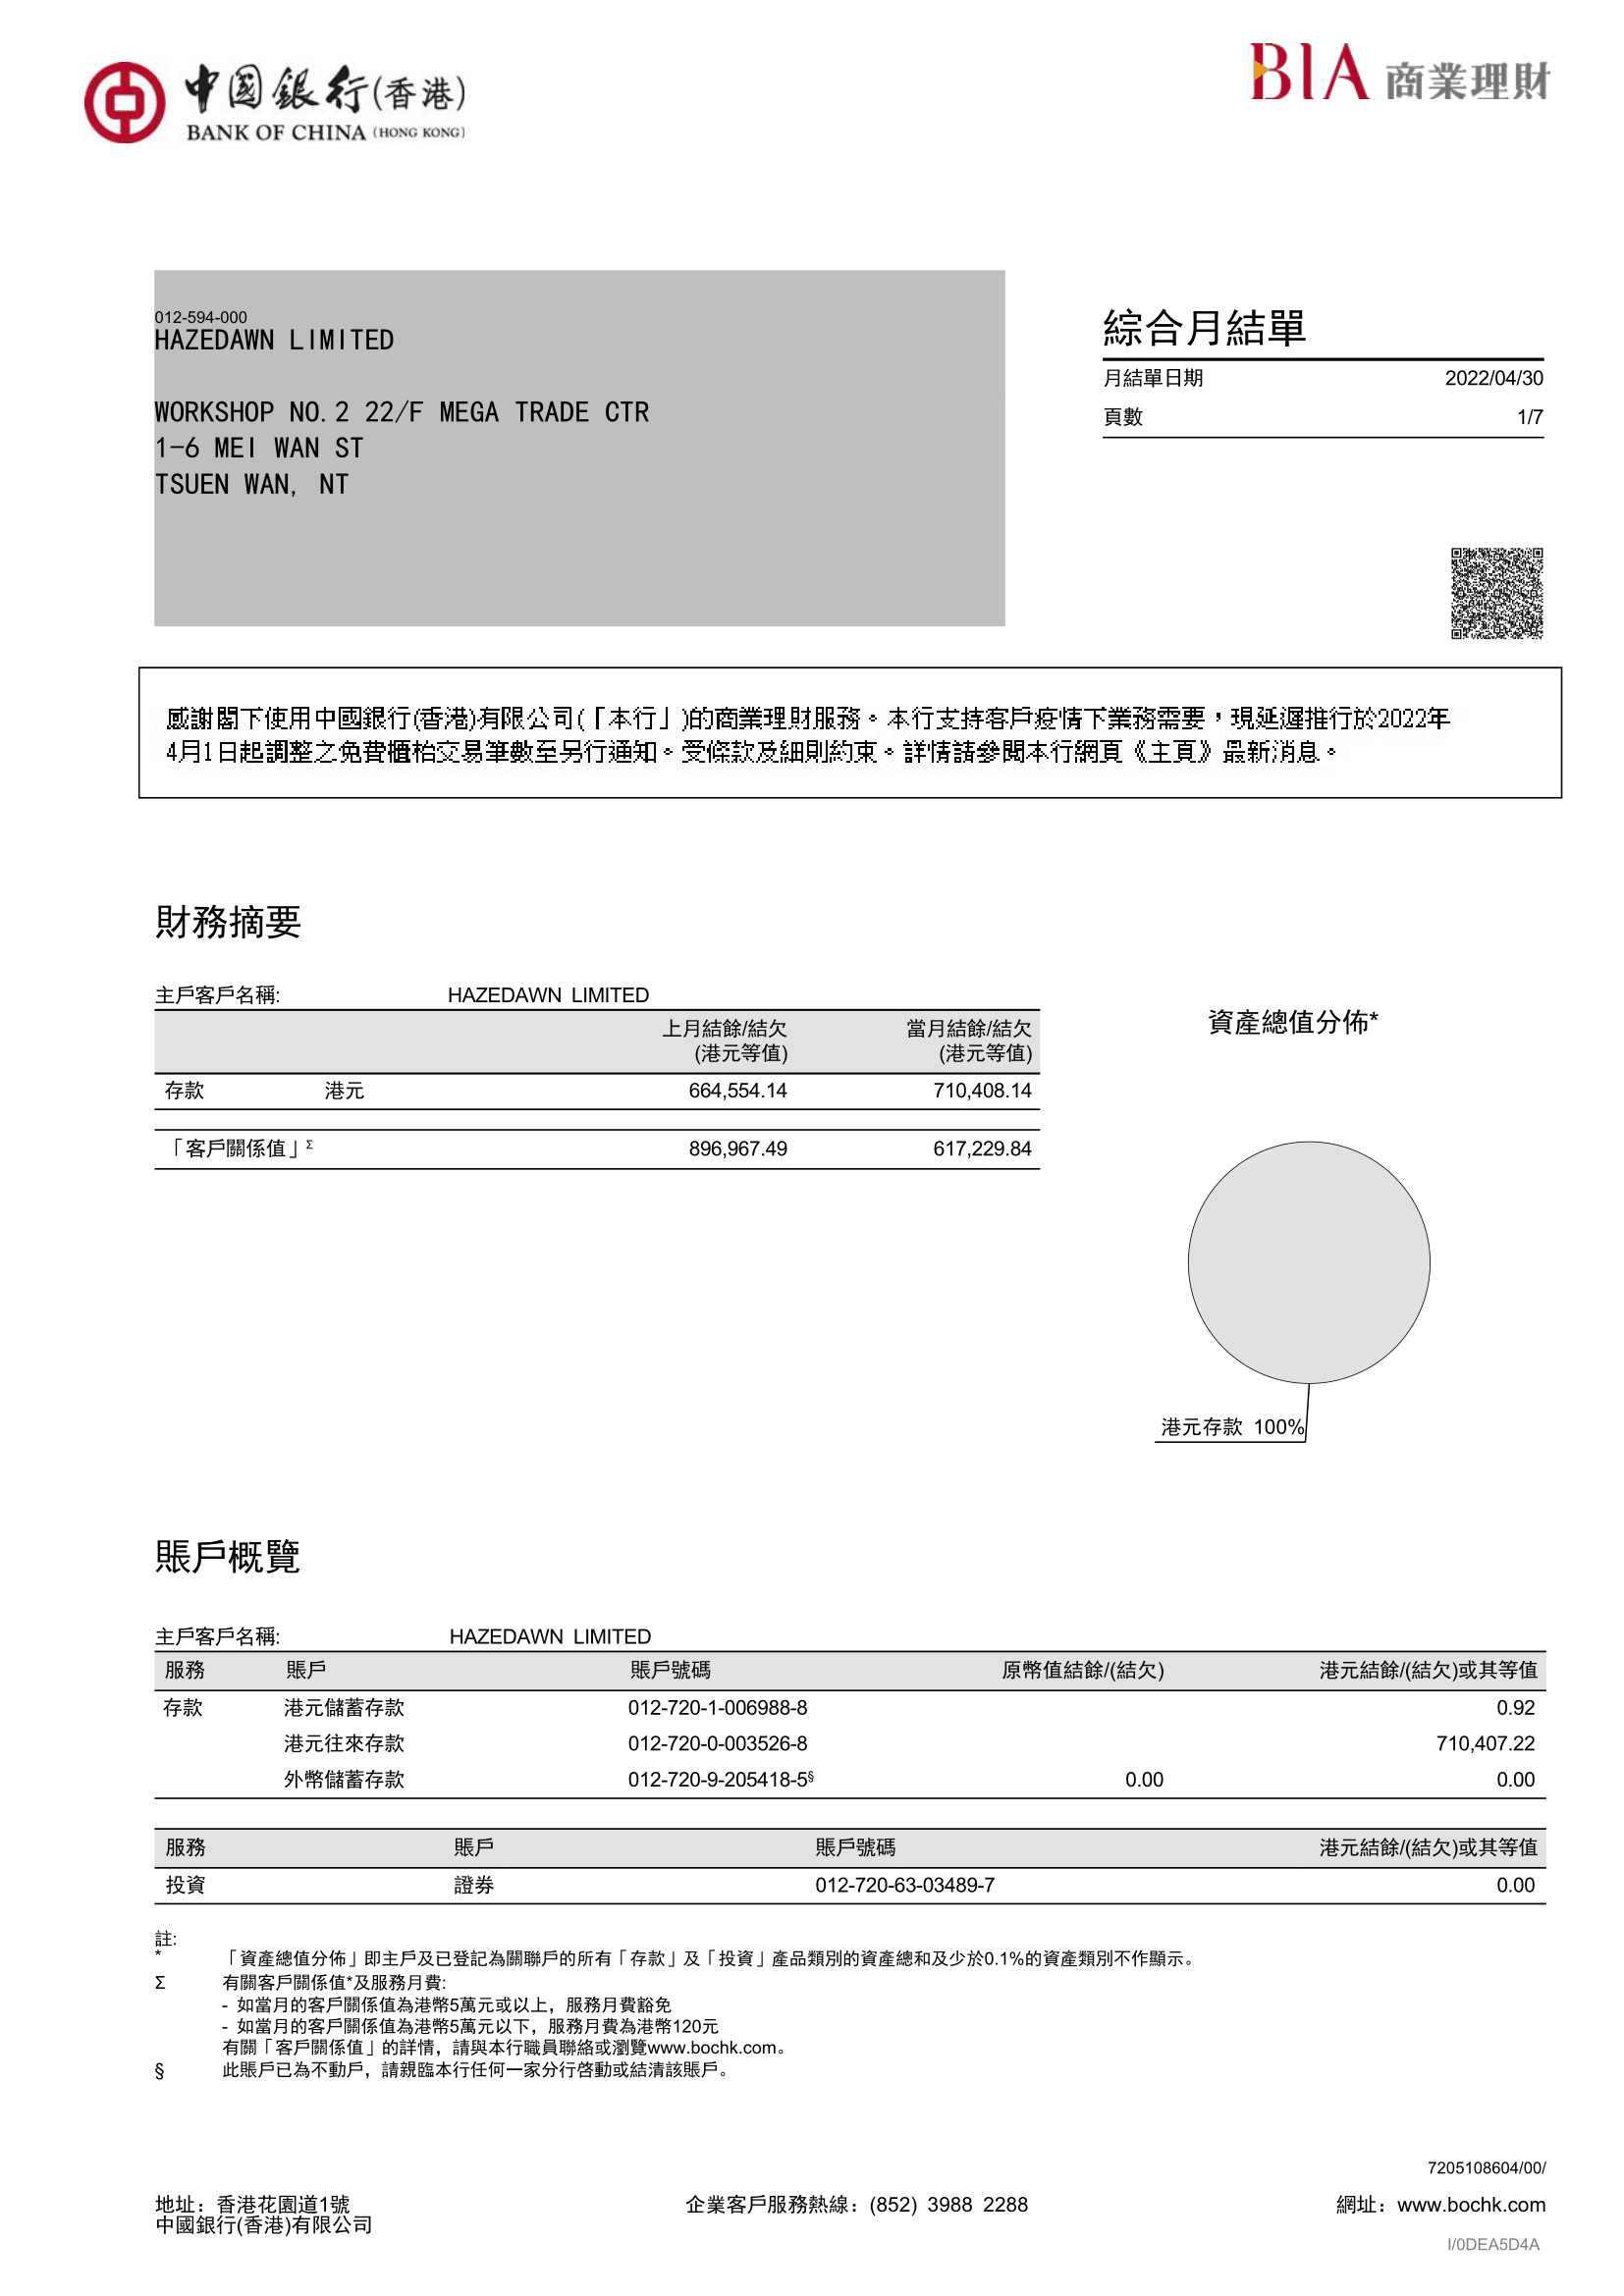 中國銀行(香港)
BANK OF CHINA (HONG KONG)
BIA 商業理財
012-594-000
HAZEDAWN LIMITED
WORKSHOP NO.2 22/F MEGA TRADE CTR
1-6 MEI WAN ST
TSUEN WAN, NT
綜合月結單
月結單日期 2022/04/30
頁數 1/7
感謝閣下使用中國銀行(香港)有限公司(「本行」)的商業理財服務。本行支持客戶疫情下業務需要，現延遲推行於2022年
4月1日起調整之免費櫃枱交易筆數至另行通知。受條款及細則約束。詳情請參閱本行網頁《主頁》最新消息。
財務摘要
主戶客戶名稱: HAZEDAWN LIMITED
上月結餘/結欠 當月結餘/結欠
(港元等值) (港元等值)
存款 港元 664,554.14 710,408.14
「客戶關係值」Σ 896,967.49 617,229.84
資產總值分佈*
港元存款 100%
賬戶概覽
主戶客戶名稱: HAZEDAWN LIMITED
服務 賬戶 賬戶號碼 原幣值結餘/(結欠) 港元結餘/(結欠)或其等值
存款 港元儲蓄存款 012-720-1-006988-8 0.92
港元往來存款 012-720-0-003526-8 710,407.22
外幣儲蓄存款 012-720-9-205418-5§ 0.00 0.00
服務 賬戶 賬戶號碼 港元結餘/(結欠)或其等值
投資 證券 012-720-63-03489-7 0.00
註:
* 「資產總值分佈」即主戶及已登記為關聯戶的所有「存款」及「投資」產品類別的資產總和及少於0.1%的資產類別不作顯示。
Σ 有關客戶關係值*及服務月費:
- 如當月的客戶關係值為港幣5萬元或以上，服務月費豁免
- 如當月的客戶關係值為港幣5萬元以下，服務月費為港幣120元
有關「客戶關係值」的詳情，請與本行職員聯絡或瀏覽www.bochk.com。
§ 此賬戶已為不動戶，請親臨本行任何一家分行啓動或結清該賬戶。
7205108604/00/
地址：香港花園道1號 企業客戶服務熱線：(852) 3988 2288 網址：www.bochk.com
中國銀行(香港)有限公司
I/0DEA5D4A